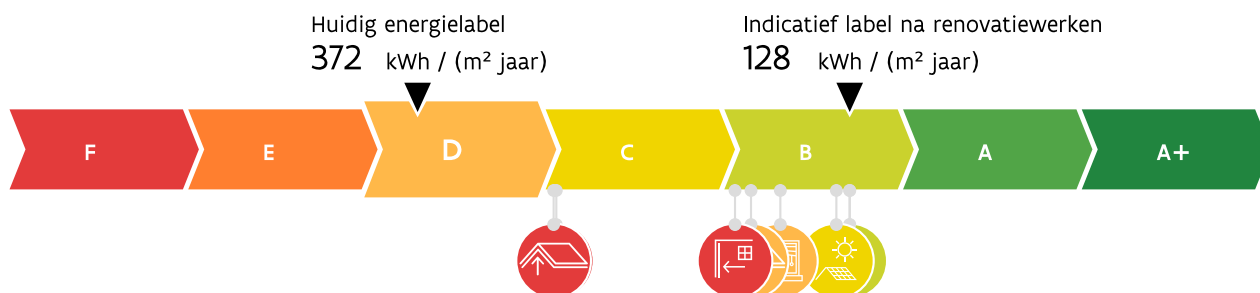 Huidig energielabel
372 kWh / (m² jaar)
Indicatief label na renovatiewerken
128 kWh / (m² jaar)
F E D C B A A+